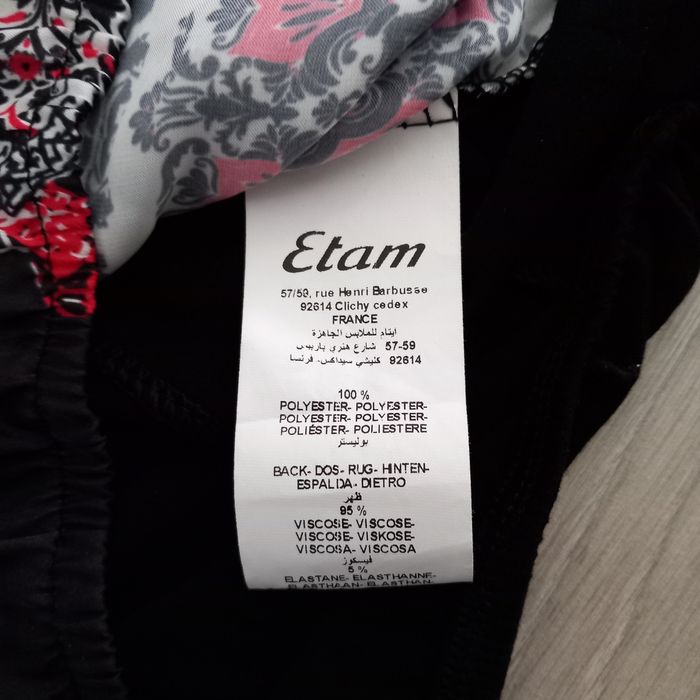 Etam
57/59, rue Henri Barbusse
92614 Clichy cedex
FRANCE
ايتام للملابس الجاهزة
57-59 شارع هنري باربيس
92614 كليشي سيداكس. فرنسا
100 %
POLYESTER- POLYESTER-
POLYESTER- POLYESTER-
POLIÉSTER- POLIESTERE
بوليستر
BACK- DOS- RUG- HINTEN-
ESPALDA- DIETRO
ظهر
95 %
VISCOSE- VISCOSE-
VISCOSE- VISKOSE-
VISCOSA- VISCOSA
فيسكوز
5 %
ELASTANE- ELASTHANNE-
ELASTHAAN- ELASTHAN-